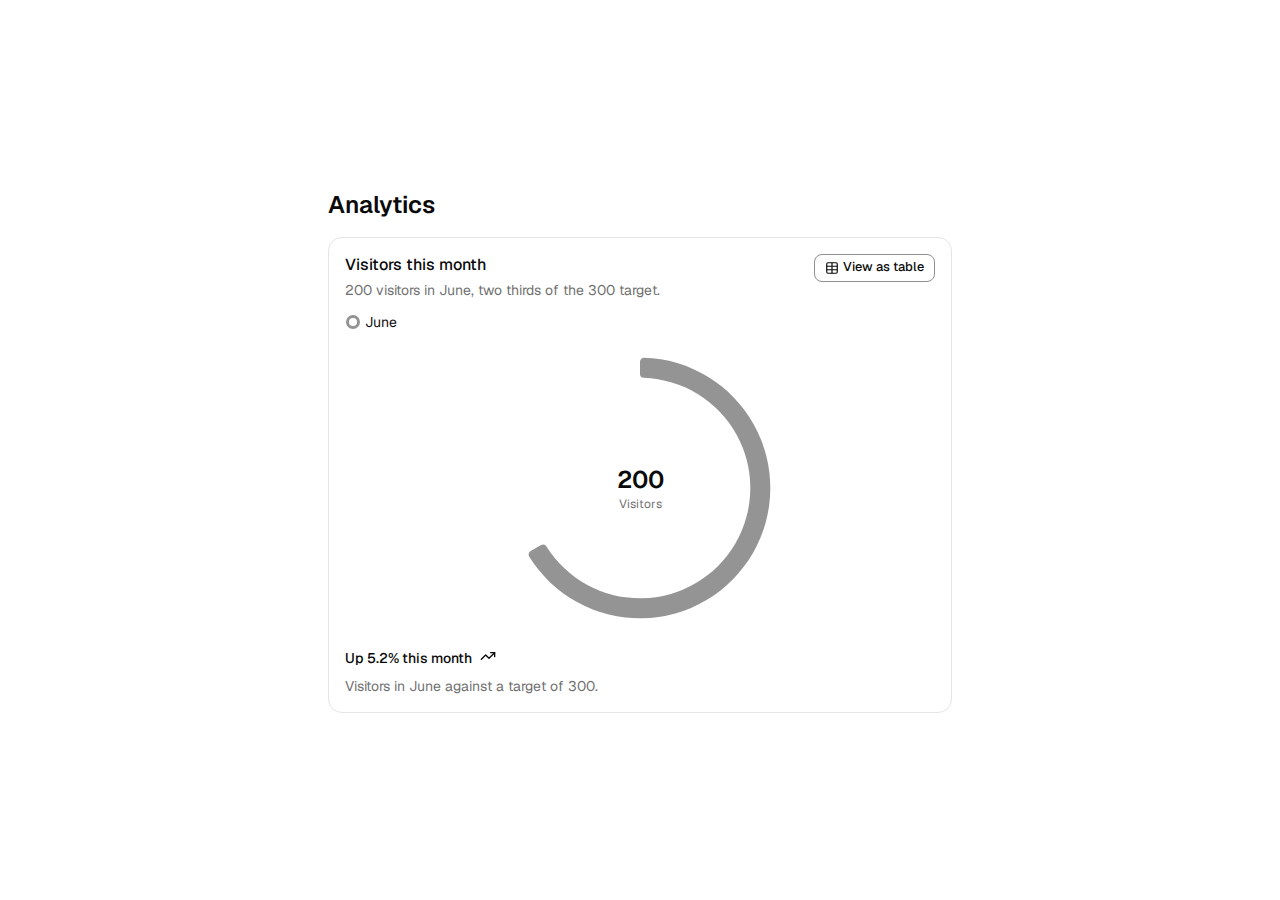 Analytics
Visitors this month
View as table
200 visitors in June, two thirds of the 300 target.
June
200
Visitors
Up 5.2% this month
Visitors in June against a target of 300.